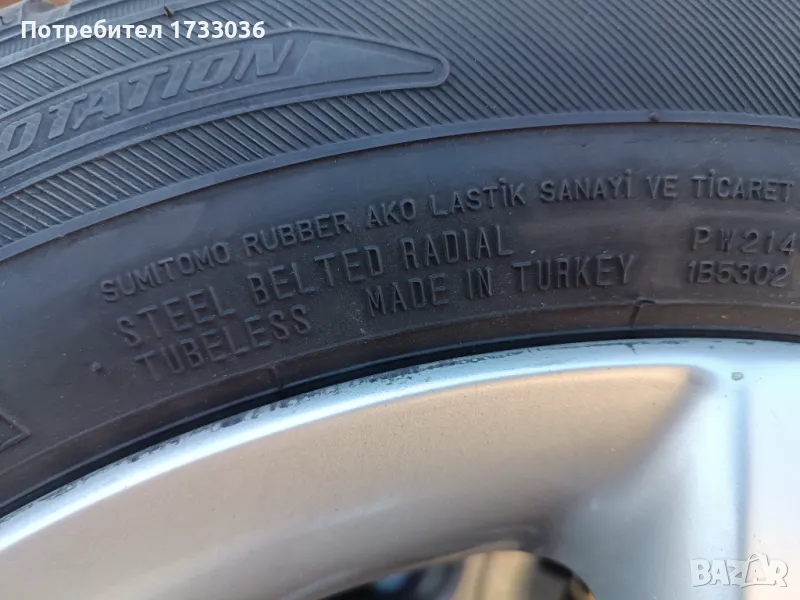 Потребител 1733036
ROTATION
SUMITOMO RUBBER AKO LASTİK SANAYİ VE TİCARET
STEEL BELTED RADIAL PW214
TUBELESS MADE IN TURKEY 1B5302
BAZAR